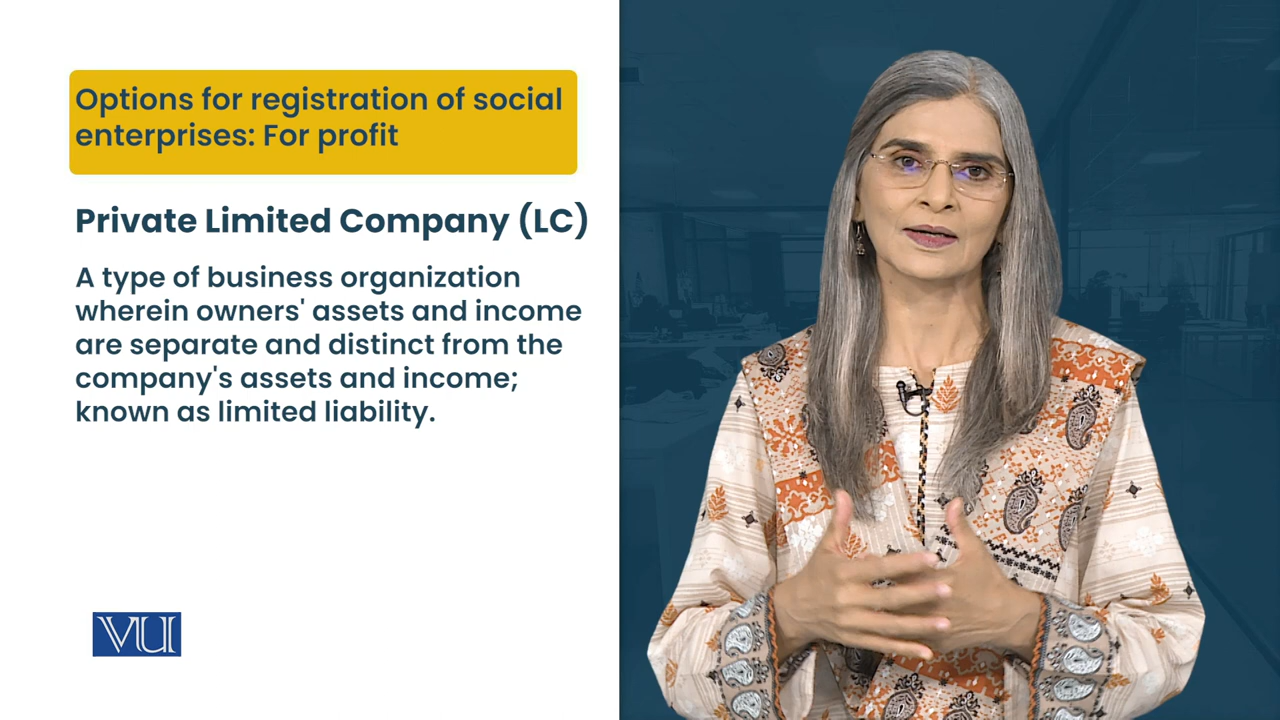 Options for registration of social
enterprises: For profit
Private Limited Company (LC)
A type of business organization
wherein owners' assets and income
are separate and distinct from the
company's assets and income;
known as limited liability.
VU